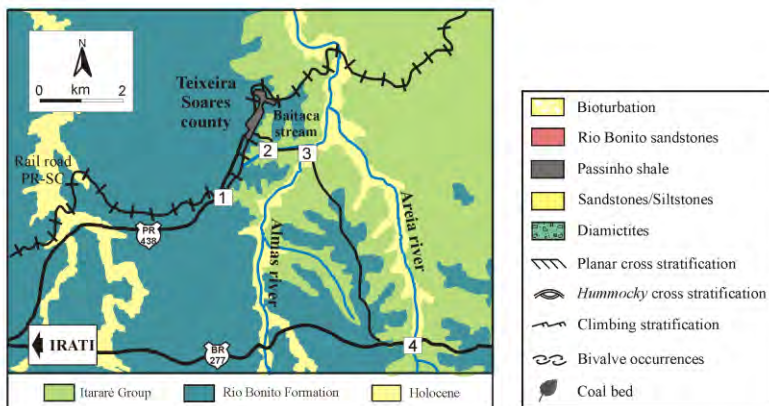 N
0 km 2
Teixeira
Soares
county
Baitaca
stream
Rail road
PR-SC
1
2
3
4
PR
438
Almas river
Areia river
IRATI
BR
277
Itararé Group
Rio Bonito Formation
Holocene
Bioturbation
Rio Bonito sandstones
Passinho shale
Sandstones/Siltstones
Diamictites
Planar cross stratification
Hummocky cross stratification
Climbing stratification
Bivalve occurrences
Coal bed